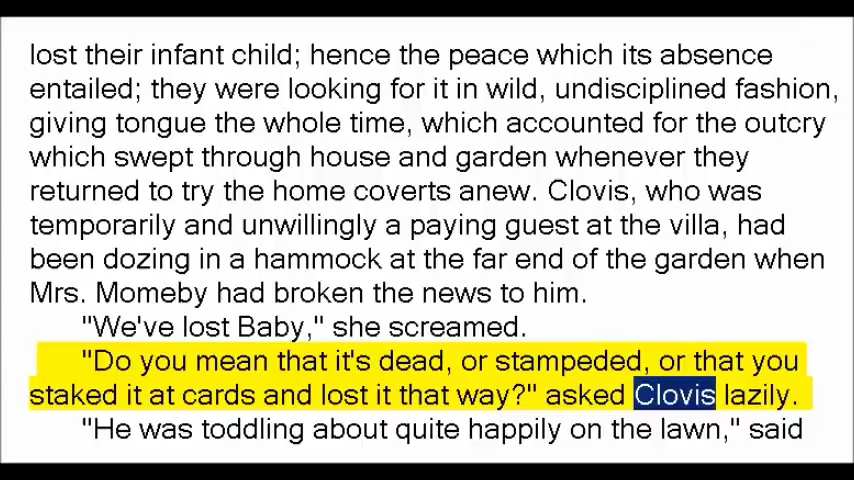 lost their infant child; hence the peace which its absence
entailed; they were looking for it in wild, undisciplined fashion,
giving tongue the whole time, which accounted for the outcry
which swept through house and garden whenever they
returned to try the home coverts anew. Clovis, who was
temporarily and unwillingly a paying guest at the villa, had
been dozing in a hammock at the far end of the garden when
Mrs. Momeby had broken the news to him.
"We've lost Baby," she screamed.
"Do you mean that it's dead, or stampeded, or that you
staked it at cards and lost it that way?" asked Clovis lazily.
"He was toddling about quite happily on the lawn," said